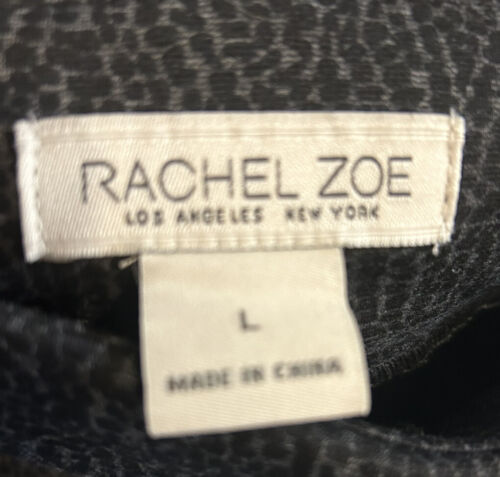 RACHEL ZOE
LOS ANGELES NEW YORK
L
MADE IN CHINA